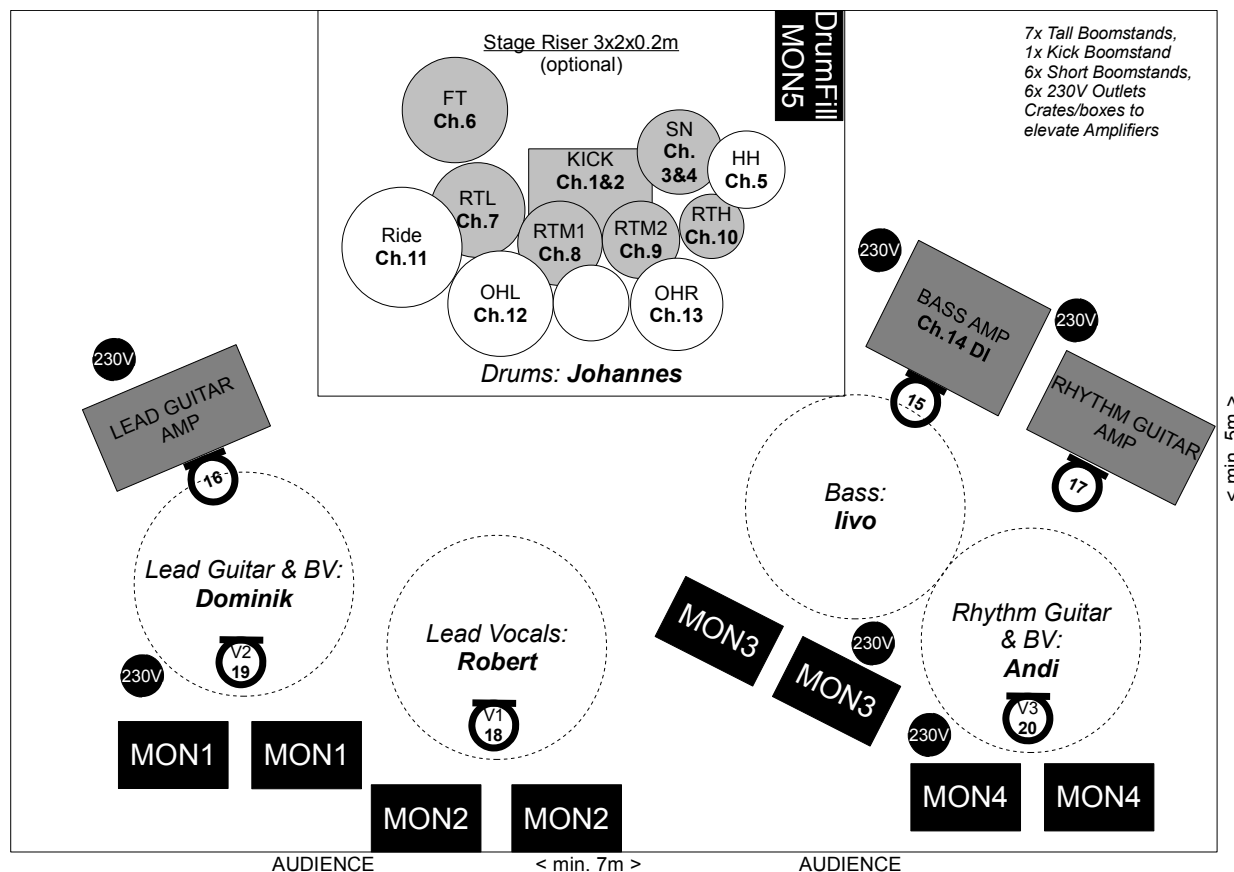 Stage Riser 3x2x0.2m
(optional)
DrumFill
MON5
7x Tall Boomstands,
1x Kick Boomstand
6x Short Boomstands,
6x 230V Outlets
Crates/boxes to
elevate Amplifiers
FT
Ch.6
KICK
Ch.1&2
SN
Ch.
3&4
HH
Ch.5
RTL
Ch.7
RTM1
Ch.8
RTM2
Ch.9
RTH
Ch.10
Ride
Ch.11
OHL
Ch.12
OHR
Ch.13
Drums: Johannes
230V
LEAD GUITAR
AMP
16
230V
BASS AMP
Ch.14 DI
15
230V
RHYTHM GUITAR
AMP
17
< min. 5m >
Lead Guitar & BV:
Dominik
V2
19
230V
Lead Vocals:
Robert
V1
18
Bass:
Iivo
Rhythm Guitar
& BV:
Andi
V3
20
230V
230V
MON1
MON1
MON2
MON2
MON3
MON3
MON4
MON4
AUDIENCE
< min. 7m >
AUDIENCE